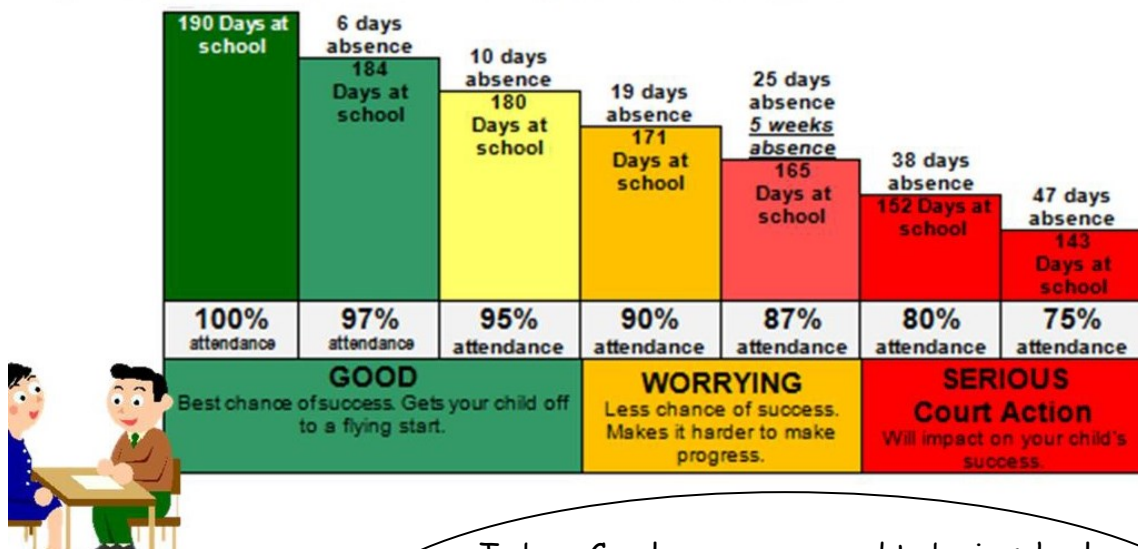 190 Days at
school
6 days
absence
184
Days at
school
10 days
absence
180
Days at
school
19 days
absence
171
Days at
school
25 days
absence
5 weeks
absence
165
Days at
school
38 days
absence
152 Days at
school
47 days
absence
143
Days at
school
100%
attendance
97%
attendance
95%
attendance
90%
attendance
87%
attendance
80%
attendance
75%
attendance
GOOD
Best chance of success. Gets your child off
to a flying start.
WORRYING
Less chance of success.
Makes it harder to make
progress.
SERIOUS
Court Action
Will impact on your child's
success.